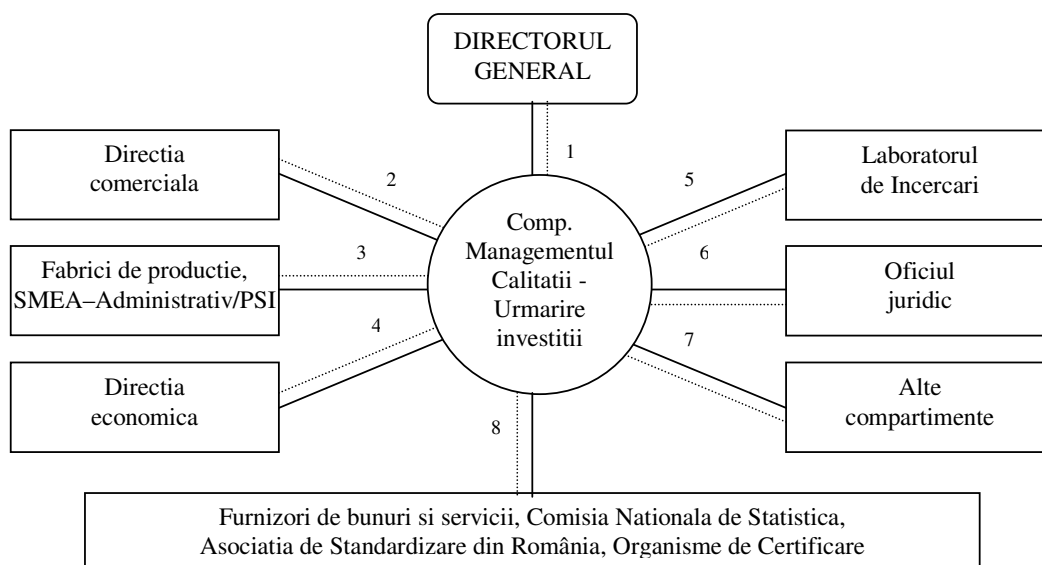 DIRECTORUL
GENERAL
1
Directia
comerciala
2
5
Laboratorul
de Incercari
Comp.
Managementul
Calitatii -
Urmarire
investitii
Fabrici de productie,
SMEA–Administrativ/PSI
3
6
Oficiul
juridic
4
7
Directia
economica
Alte
compartimente
8
Furnizori de bunuri si servicii, Comisia Nationala de Statistica,
Asociatia de Standardizare din România, Organisme de Certificare